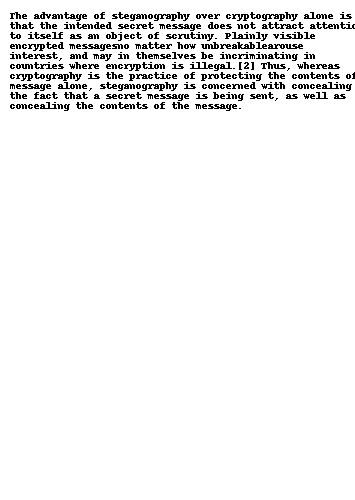 The advantage of steganography over cryptography alone is
that the intended secret message does not attract attentio
to itself as an object of scrutiny. Plainly visible
encrypted messagesno matter how unbreakablearouse
interest, and may in themselves be incriminating in
countries where encryption is illegal.[2] Thus, whereas
cryptography is the practice of protecting the contents of
message alone, steganography is concerned with concealing
the fact that a secret message is being sent, as well as
concealing the contents of the message.